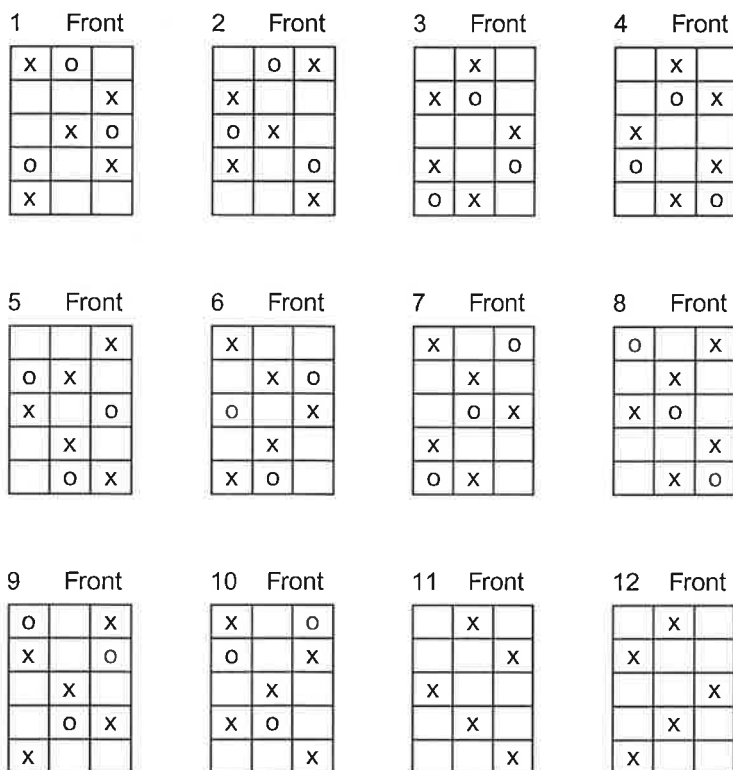 1 Front 2 Front 3 Front 4 Front
X O O X X X
X X X O O X
X O O X X X
O X X O X O O X
X X O X X O
5 Front 6 Front 7 Front 8 Front
X X X O O X
O X X O X X
X O O X O X X O
X X X X
O X X O O X X O
9 Front 10 Front 11 Front 12 Front
O X X O X X
X O O X X X
X X X X
O X X O X X
X X X X